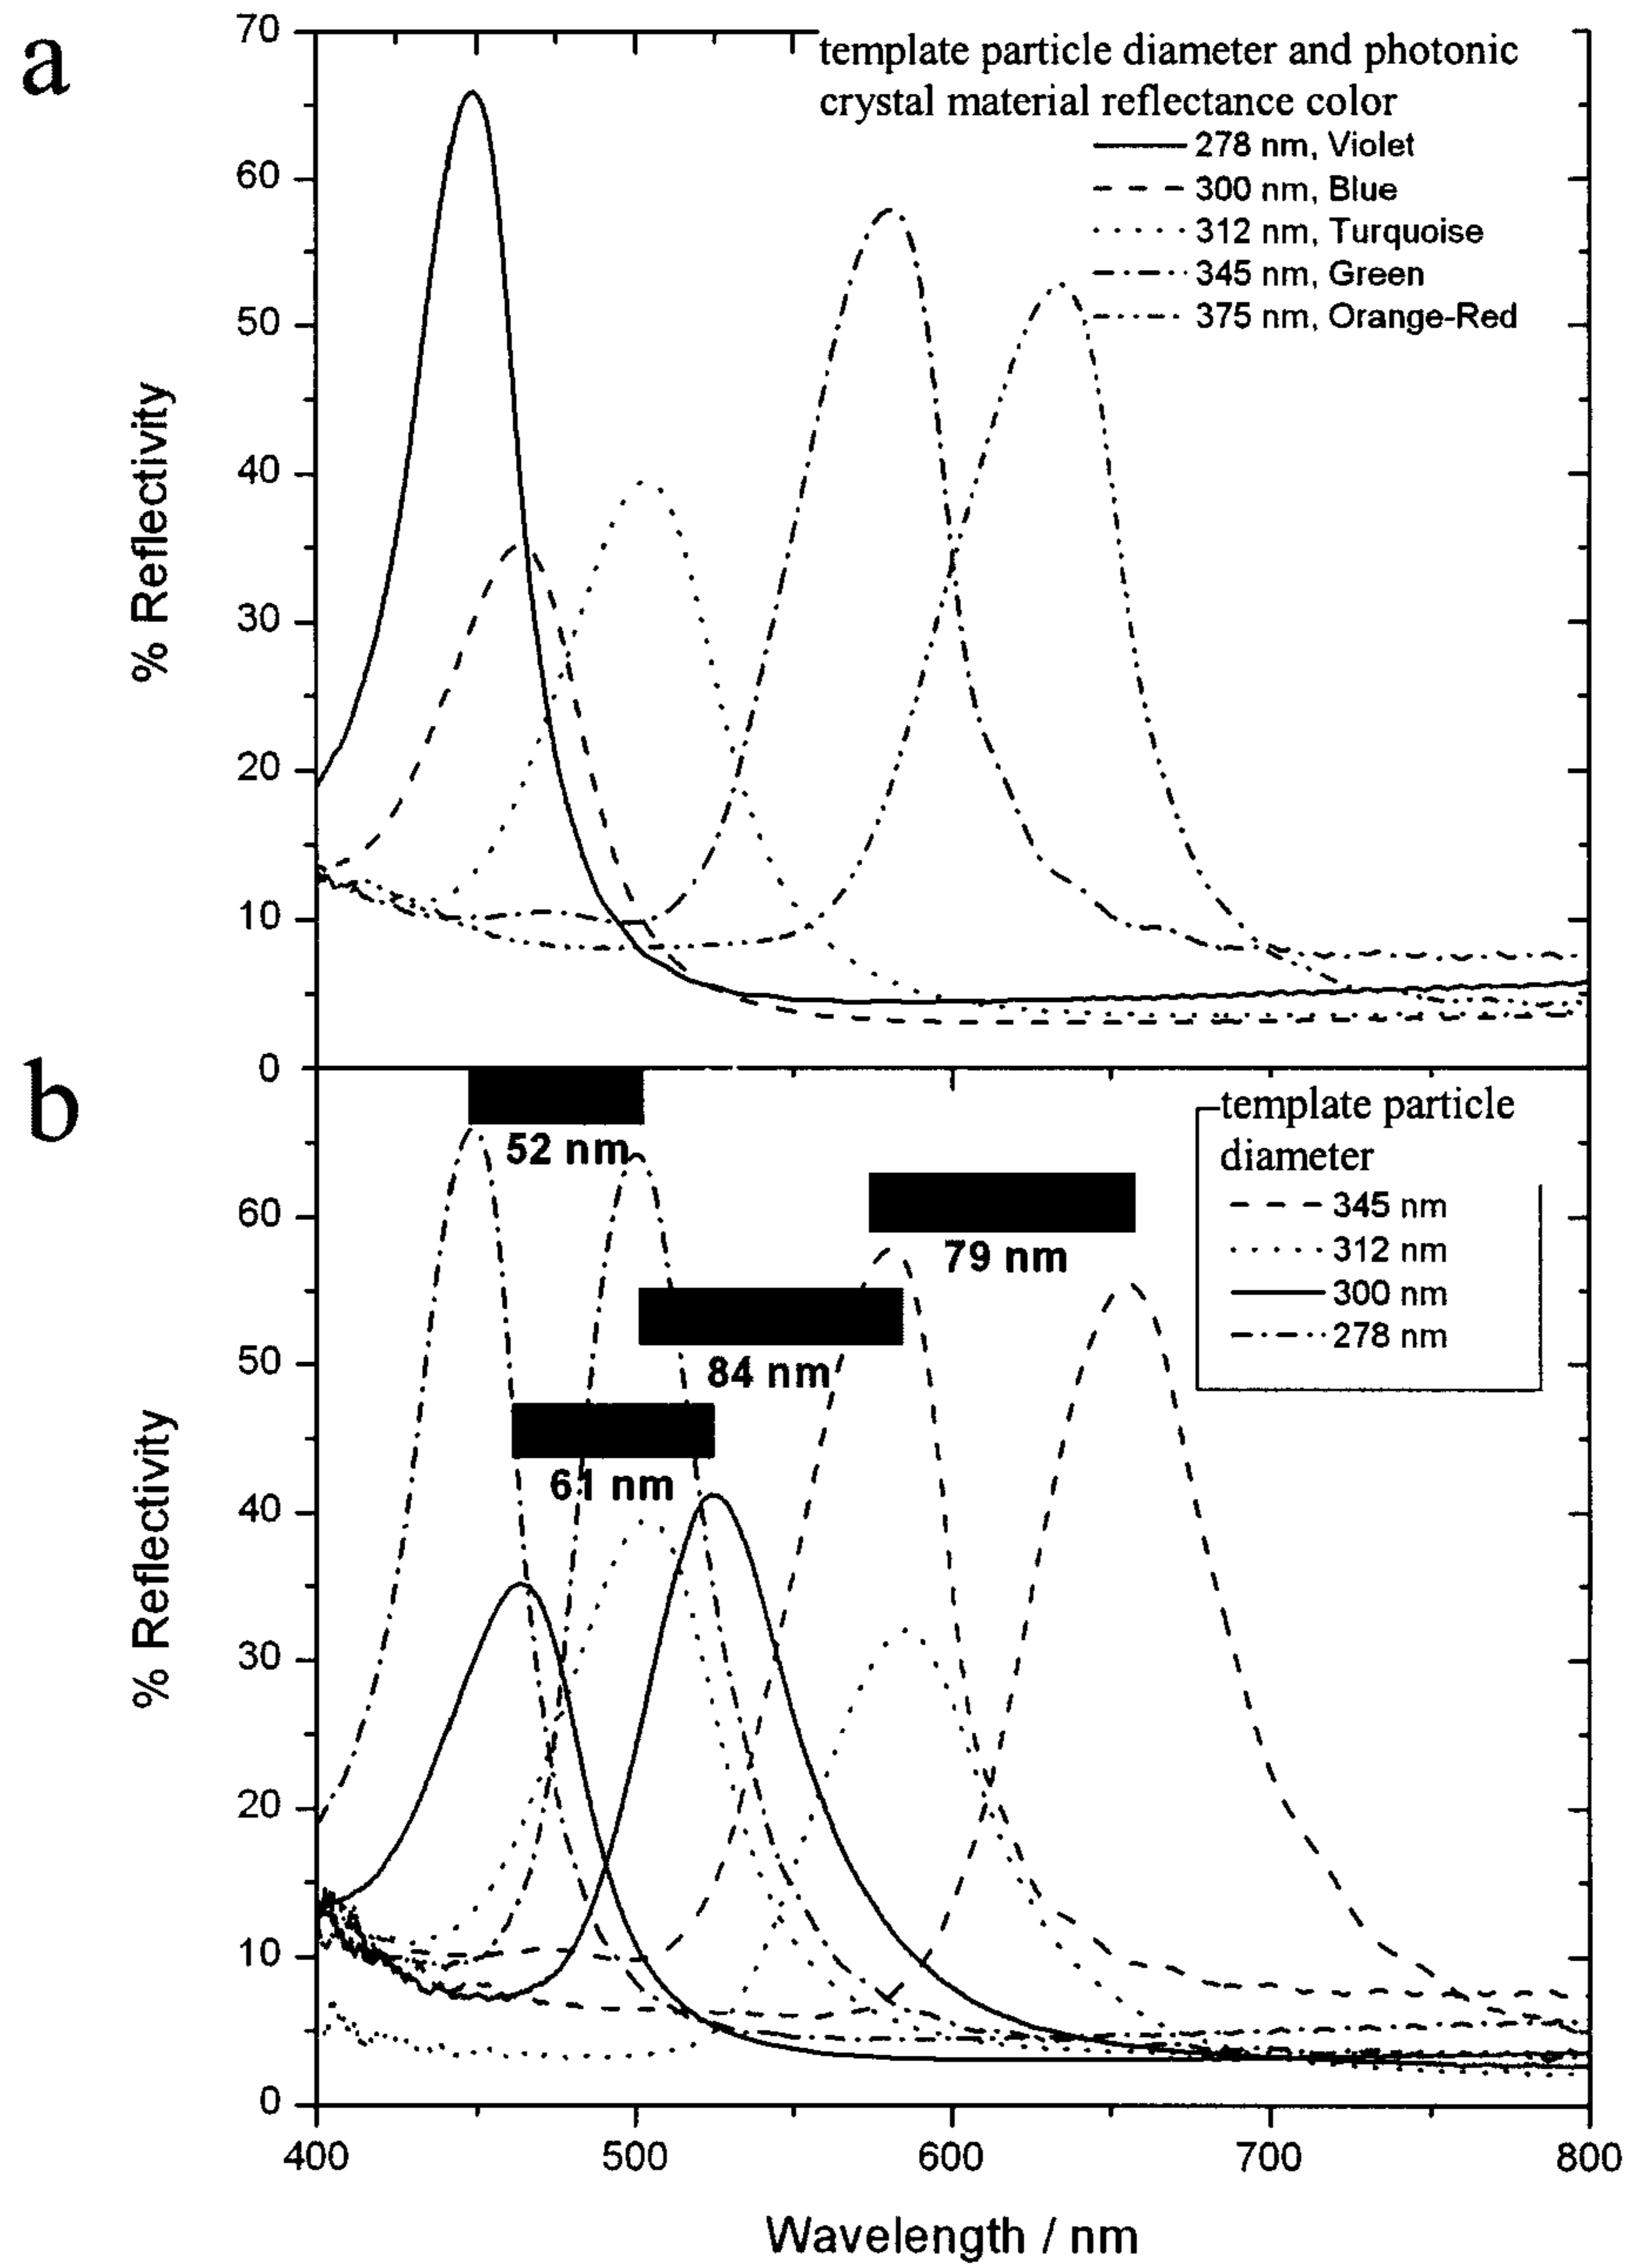 a
70
60
50
40
30
20
10
0
% Reflectivity
template particle diameter and photonic
crystal material reflectance color
278 nm, Violet
300 nm, Blue
312 nm, Turquoise
345 nm, Green
375 nm, Orange-Red
b
60
50
40
30
20
10
0
% Reflectivity
52 nm
79 nm
84 nm
61 nm
template particle
diameter
345 nm
312 nm
300 nm
278 nm
400
500
600
700
800
Wavelength / nm